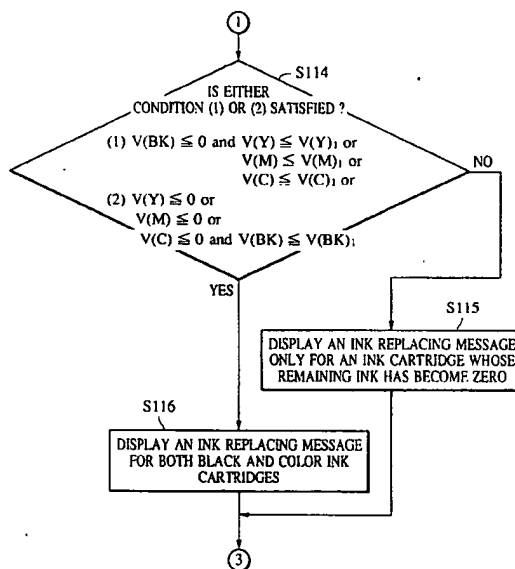 1
S114
IS EITHER
CONDITION (1) OR (2) SATISFIED ?
(1) V(BK) ≦ 0 and V(Y) ≦ V(Y)₁ or
V(M) ≦ V(M)₁ or
V(C) ≦ V(C)₁ or
NO
(2) V(Y) ≦ 0 or
V(M) ≦ 0 or
V(C) ≦ 0 and V(BK) ≦ V(BK)₁
YES
S115
DISPLAY AN INK REPLACING MESSAGE
ONLY FOR AN INK CARTRIDGE WHOSE
REMAINING INK HAS BECOME ZERO
S116
DISPLAY AN INK REPLACING MESSAGE
FOR BOTH BLACK AND COLOR INK
CARTRIDGES
3